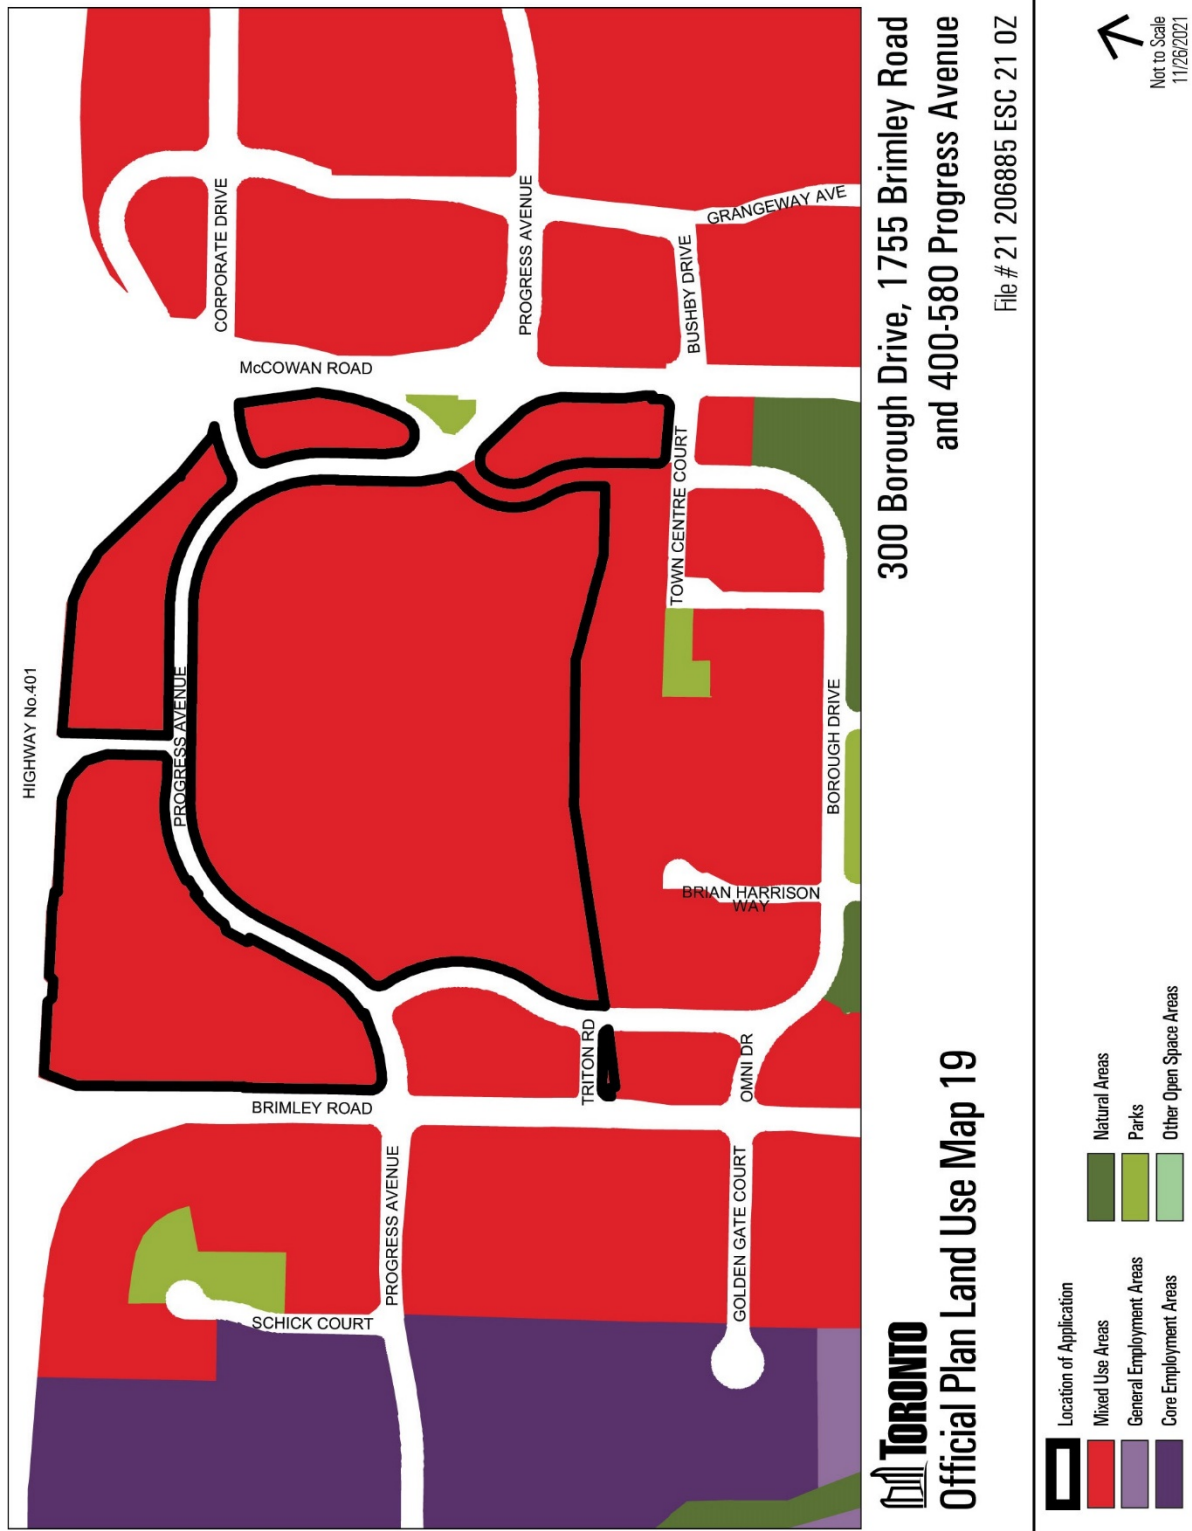 HIGHWAY No.401
CORPORATE DRIVE
McCOWAN ROAD
PROGRESS AVENUE
PROGRESS AVENUE
GRANGEWAY AVE
BUSHBY DRIVE
TOWN CENTRE COURT
BRIMLEY ROAD
TRITON RD
BRIAN HARRISON
WAY
BOROUGH DRIVE
OMNI DR
SCHICK COURT
PROGRESS AVENUE
GOLDEN GATE COURT
TORONTO
Official Plan Land Use Map 19
300 Borough Drive, 1755 Brimley Road
and 400-580 Progress Avenue
File # 21 206885 ESC 21 OZ
Location of Application
Mixed Use Areas
General Employment Areas
Core Employment Areas
Natural Areas
Parks
Other Open Space Areas
Not to Scale
11/26/2021